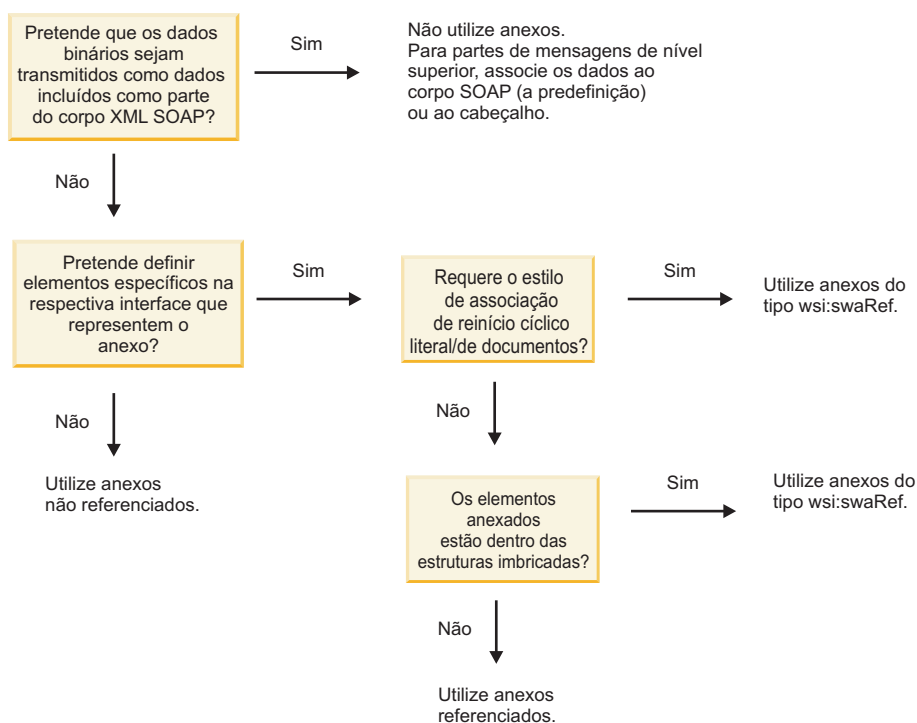 Pretende que os dados
binários sejam
transmitidos como dados
incluídos como parte
do corpo XML SOAP?
Sim
Não utilize anexos.
Para partes de mensagens de nível
superior, associe os dados ao
corpo SOAP (a predefinição)
ou ao cabeçalho.
Não
Pretende definir
elementos específicos na
respectiva interface que
representem o
anexo?
Sim
Requere o estilo
de associação
de reinício cíclico
literal/de documentos?
Sim
Utilize anexos do
tipo wsi:swaRef.
Não
Utilize anexos
não referenciados.
Não
Os elementos
anexados
estão dentro das
estruturas imbricadas?
Sim
Utilize anexos do
tipo wsi:swaRef.
Não
Utilize anexos
referenciados.